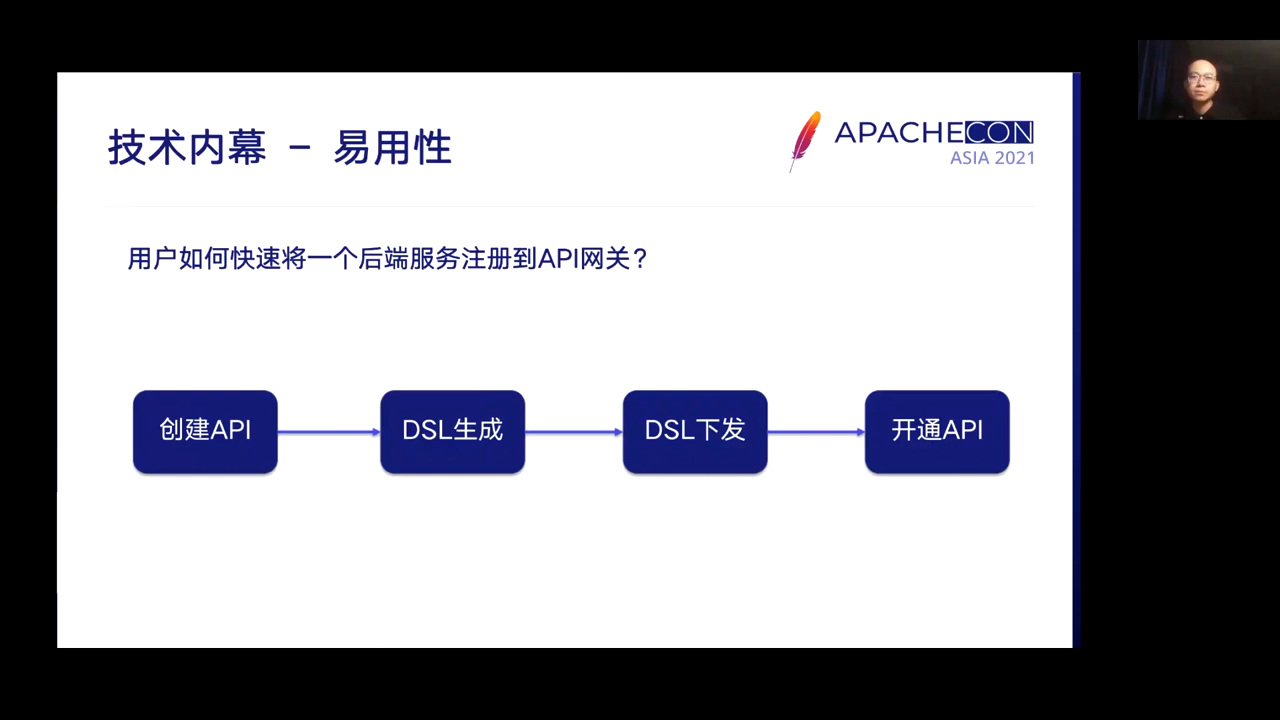 技术内幕 - 易用性
APACHECON
ASIA 2021
用户如何快速将一个后端服务注册到API网关?
创建API
DSL生成
DSL下发
开通API